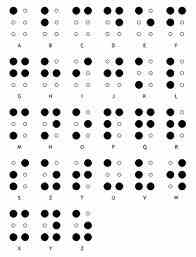 A B C D E F
G H I J K L
M N O P Q R
S T U V W
X Y Z